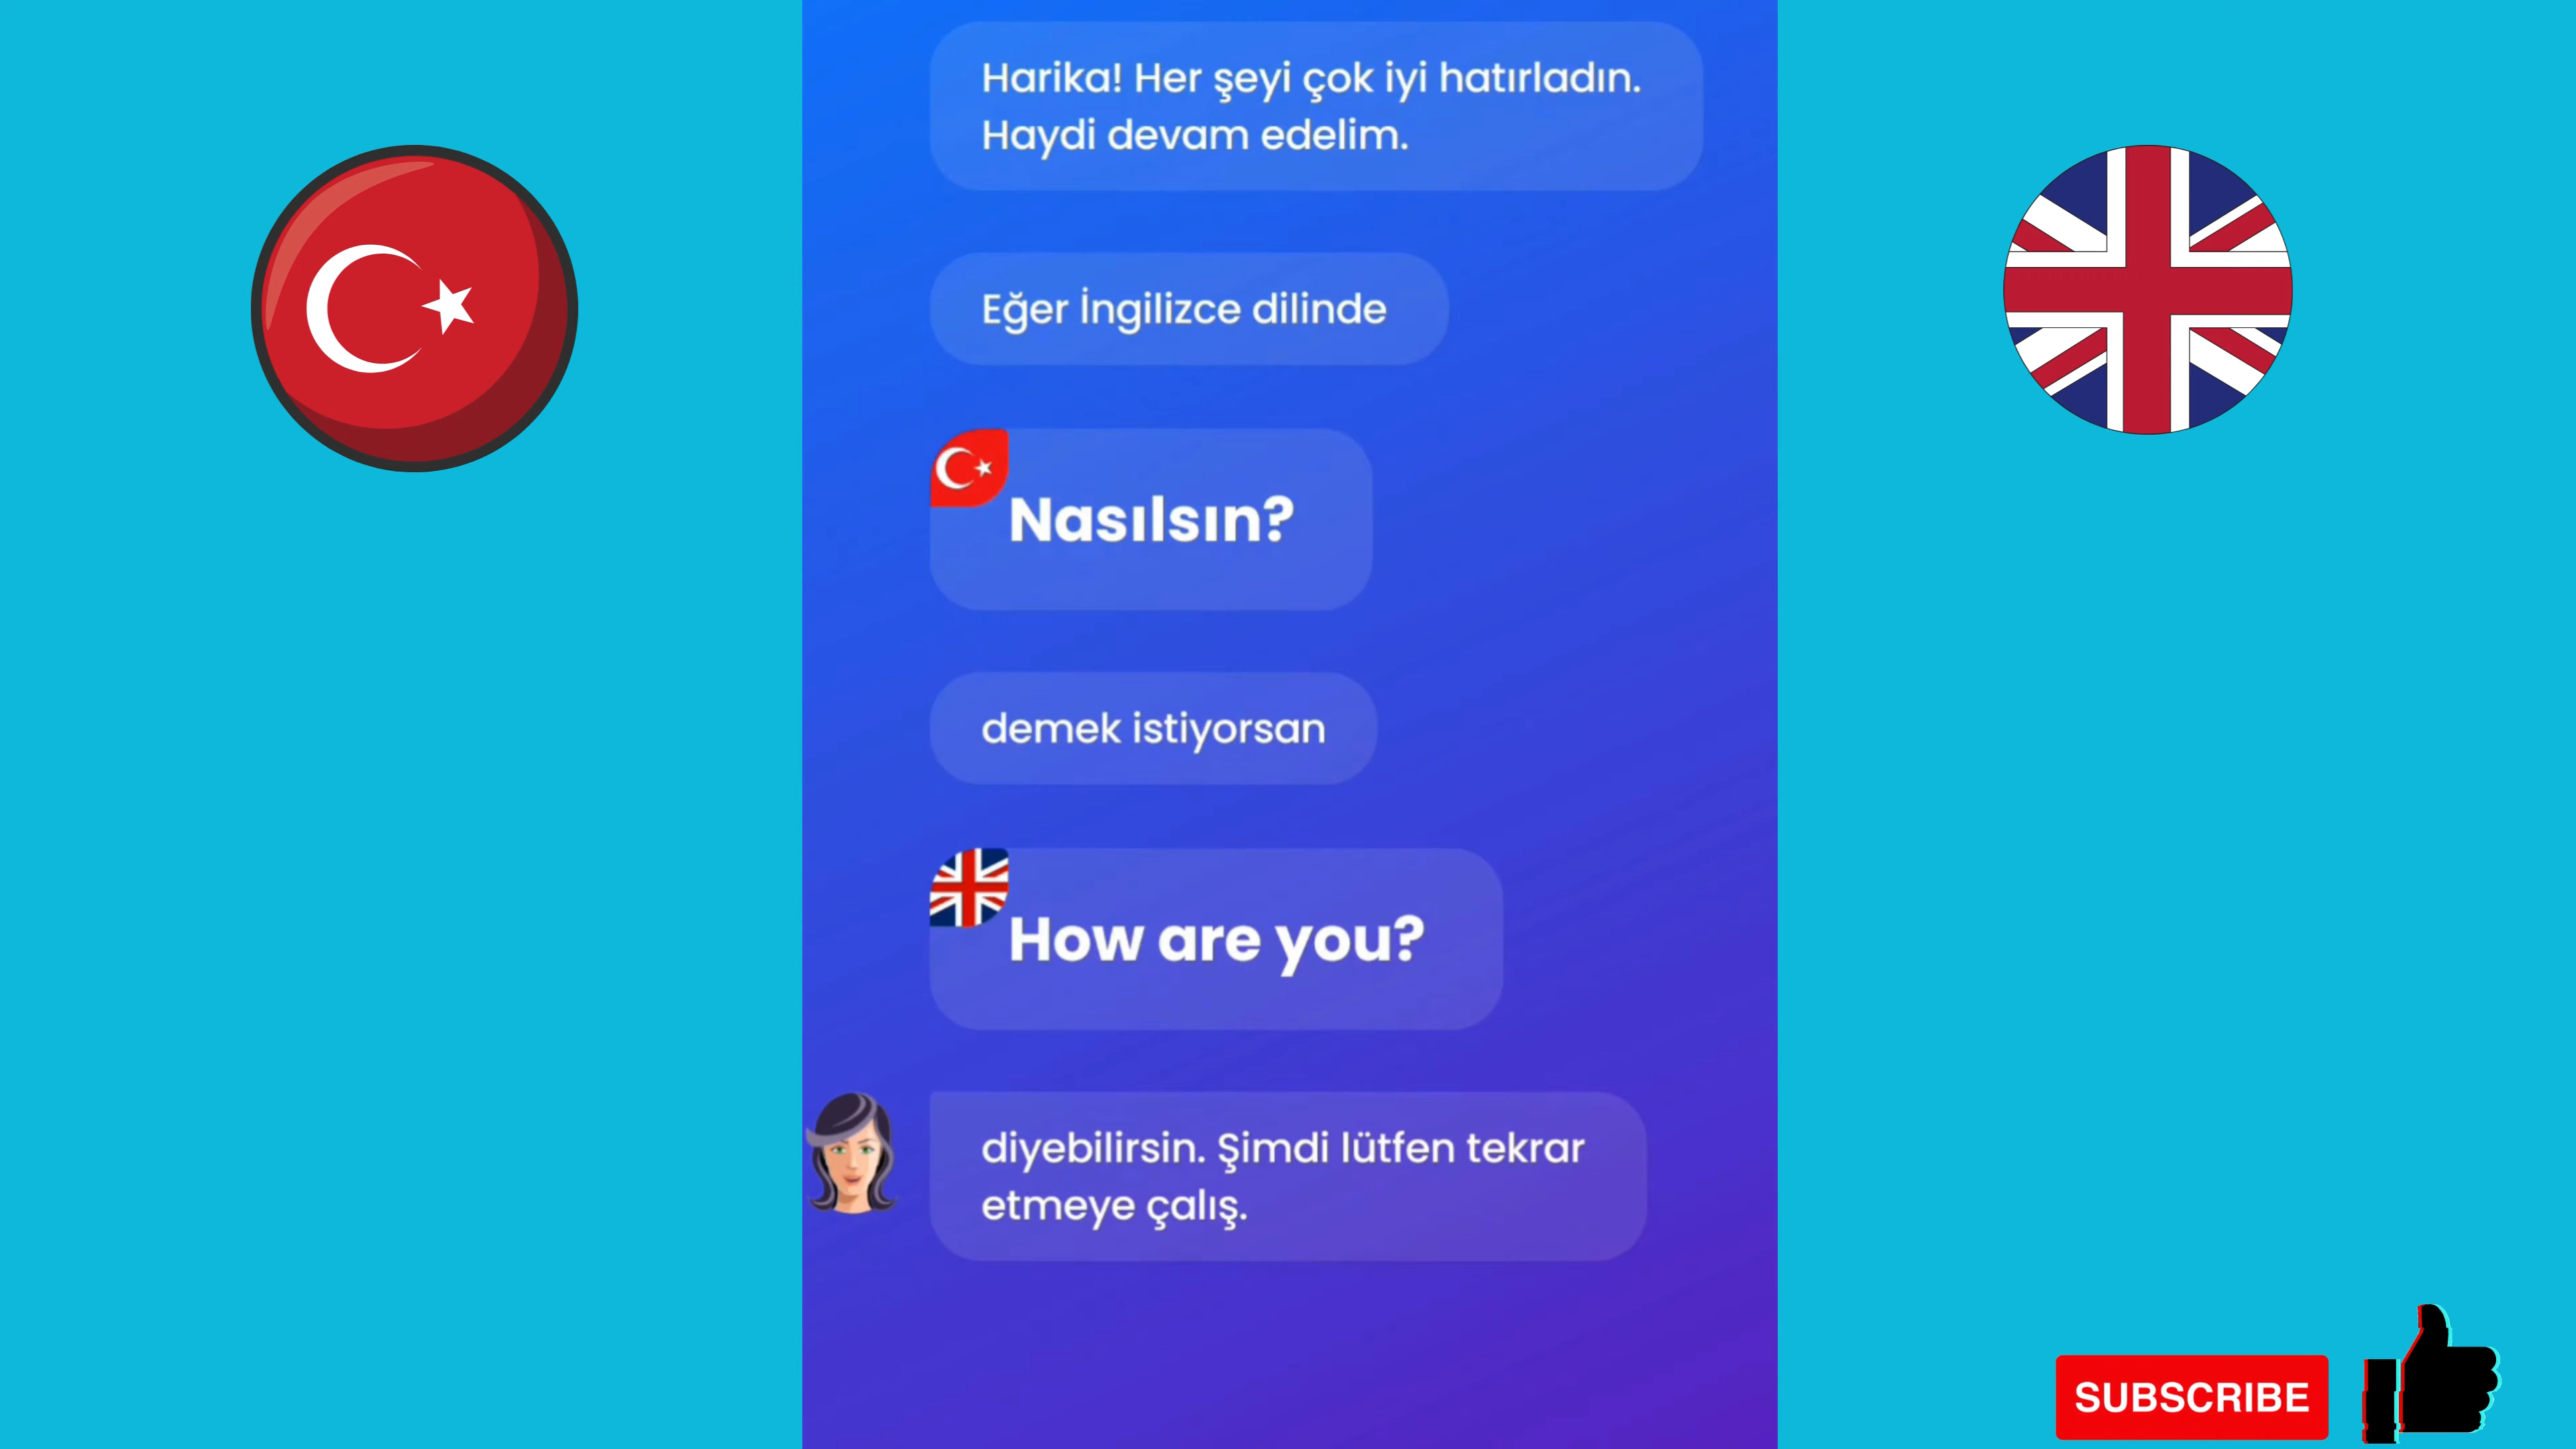 Harika! Her şeyi çok iyi hatırladın.
Haydi devam edelim.
Eğer İngilizce dilinde
Nasılsın?
demek istiyorsan
How are you?
diyebilirsin. Şimdi lütfen tekrar
etmeye çalış.
SUBSCRIBE